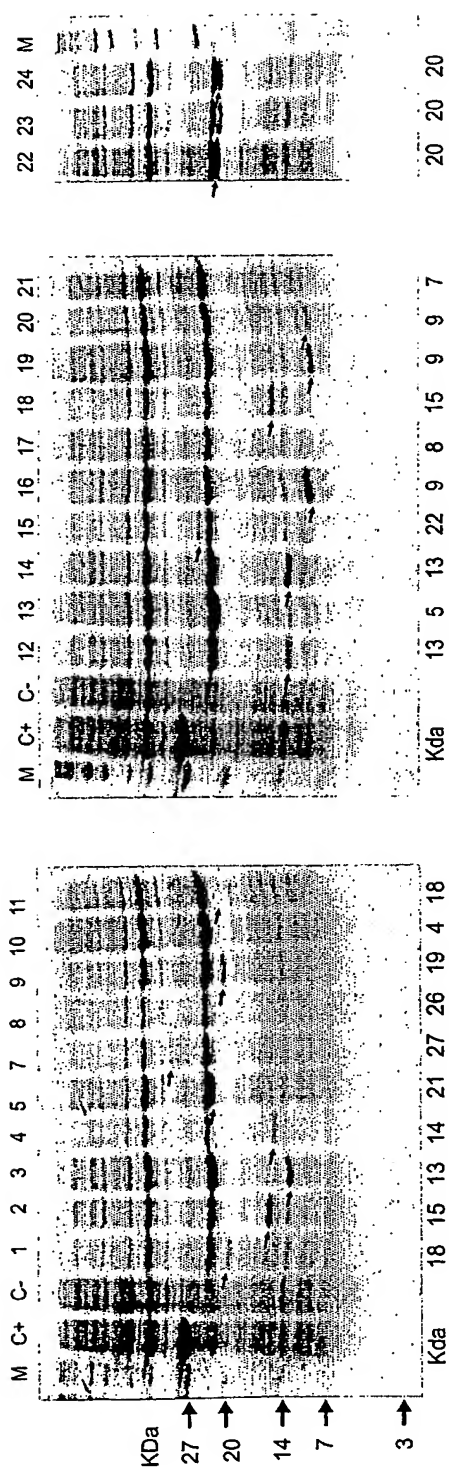 M C+ C- 1 2 3 4 5 7 8 9 10 11
KDa
27
20
14
7
3
Kda 18 15 13 14 21 27 26 19 4 18
M C+ C- 12 13 14 15 16 17 18 19 20 21
Kda 13 5 13 22 9 8 15 9 9 7
22 23 24 M
20 20 20